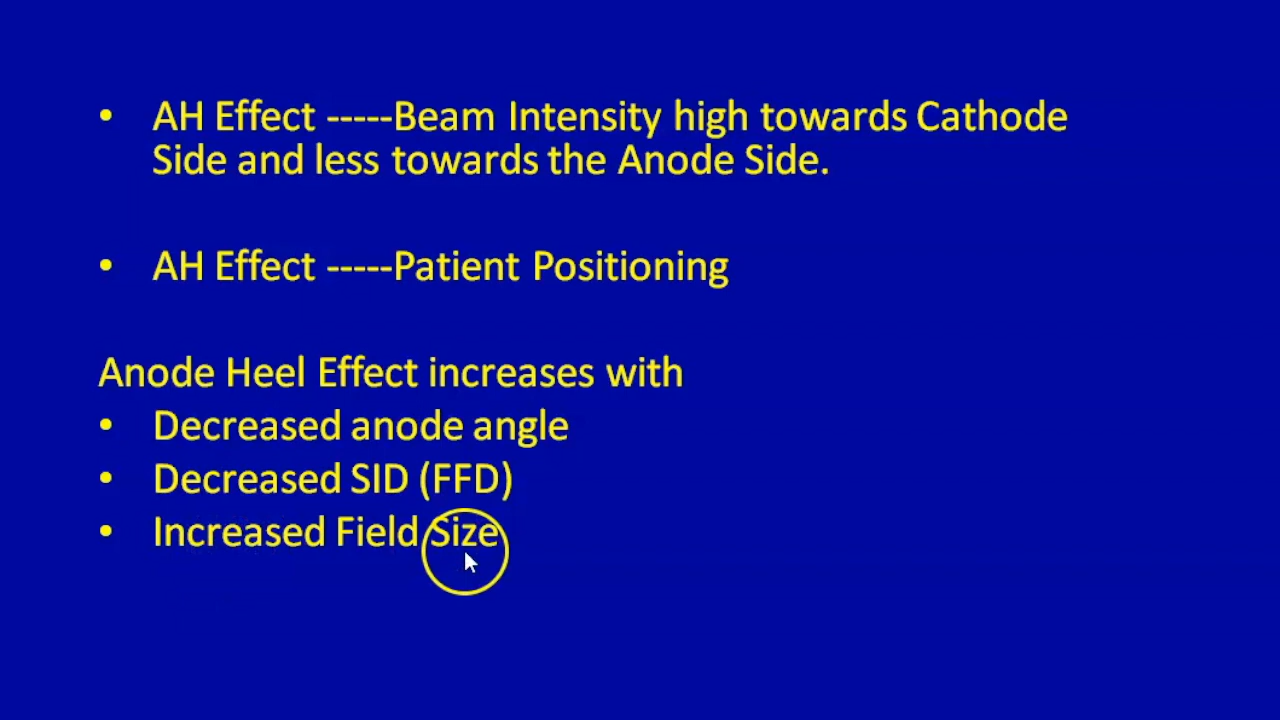 • AH Effect -----Beam Intensity high towards Cathode
Side and less towards the Anode Side.
• AH Effect -----Patient Positioning
Anode Heel Effect increases with
• Decreased anode angle
• Decreased SID (FFD)
• Increased Field Size